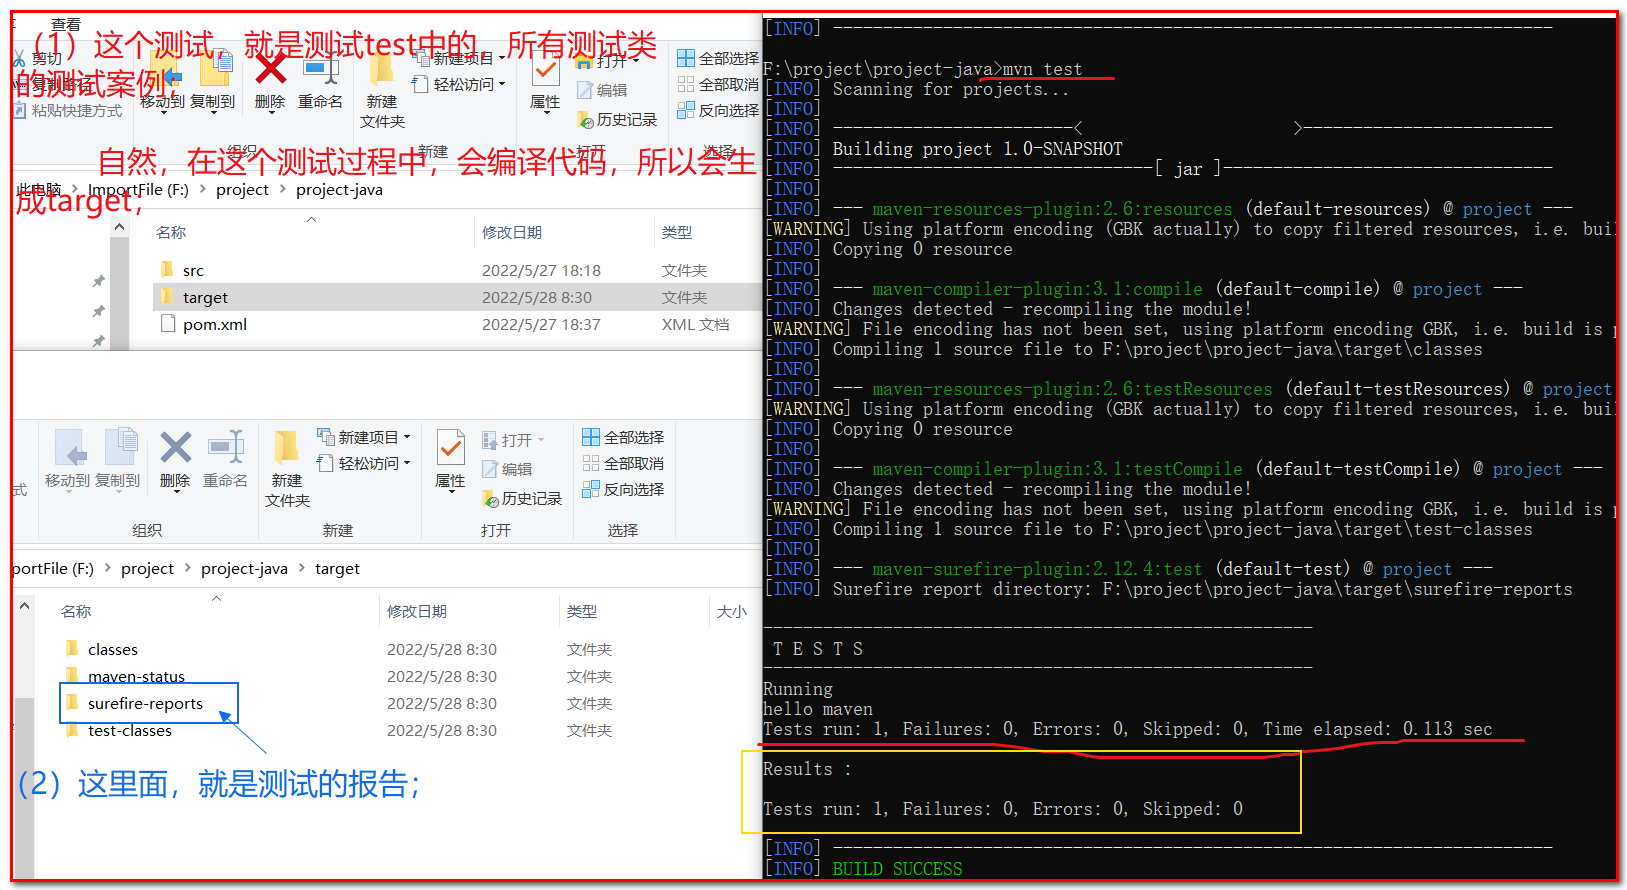 查看
（1）这个测试，就是测试test中的，所有测试类
的测试案例；
剪切
粘贴快捷方式
移动到
复制到
删除
重命名
新建
文件夹
新建项目
轻松访问
属性
打开
编辑
历史记录
全部选择
全部取消
反向选择
组织
新建
打开
选择
自然，在这个测试过程中，会编译代码，所以会生
成target；
此电脑 > ImportFile (F:) > project > project-java
名称 修改日期 类型
src 2022/5/27 18:18 文件夹
target 2022/5/28 8:30 文件夹
pom.xml 2022/5/27 18:37 XML 文档
式
移动到
复制到
删除
重命名
新建
文件夹
新建项目
轻松访问
属性
打开
编辑
历史记录
全部选择
全部取消
反向选择
组织
新建
打开
选择
portFile (F:) > project > project-java > target
名称 修改日期 类型 大小
classes 2022/5/28 8:30 文件夹
maven-status 2022/5/28 8:30 文件夹
surefire-reports 2022/5/28 8:30 文件夹
test-classes 2022/5/28 8:30 文件夹
（2）这里面，就是测试的报告；
[INFO] ------------------------------------------------------------------------
F:\project\project-java>mvn test
[INFO] Scanning for projects...
[INFO]
[INFO] ------------------------< >-------------------------
[INFO] Building project 1.0-SNAPSHOT
[INFO] --------------------------------[ jar ]---------------------------------
[INFO]
[INFO] --- maven-resources-plugin:2.6:resources (default-resources) @ project ---
[WARNING] Using platform encoding (GBK actually) to copy filtered resources, i.e. buil
[INFO] Copying 0 resource
[INFO]
[INFO] --- maven-compiler-plugin:3.1:compile (default-compile) @ project ---
[INFO] Changes detected - recompiling the module!
[WARNING] File encoding has not been set, using platform encoding GBK, i.e. build is p
[INFO] Compiling 1 source file to F:\project\project-java\target\classes
[INFO]
[INFO] --- maven-resources-plugin:2.6:testResources (default-testResources) @ project
[WARNING] Using platform encoding (GBK actually) to copy filtered resources, i.e. buil
[INFO] Copying 0 resource
[INFO]
[INFO] --- maven-compiler-plugin:3.1:testCompile (default-testCompile) @ project ---
[INFO] Changes detected - recompiling the module!
[WARNING] File encoding has not been set, using platform encoding GBK, i.e. build is p
[INFO] Compiling 1 source file to F:\project\project-java\target\test-classes
[INFO]
[INFO] --- maven-surefire-plugin:2.12.4:test (default-test) @ project ---
[INFO] Surefire report directory: F:\project\project-java\target\surefire-reports
-------------------------------------------------------
T E S T S
-------------------------------------------------------
Running
hello maven
Tests run: 1, Failures: 0, Errors: 0, Skipped: 0, Time elapsed: 0.113 sec
Results :
Tests run: 1, Failures: 0, Errors: 0, Skipped: 0
[INFO] ------------------------------------------------------------------------
[INFO] BUILD SUCCESS